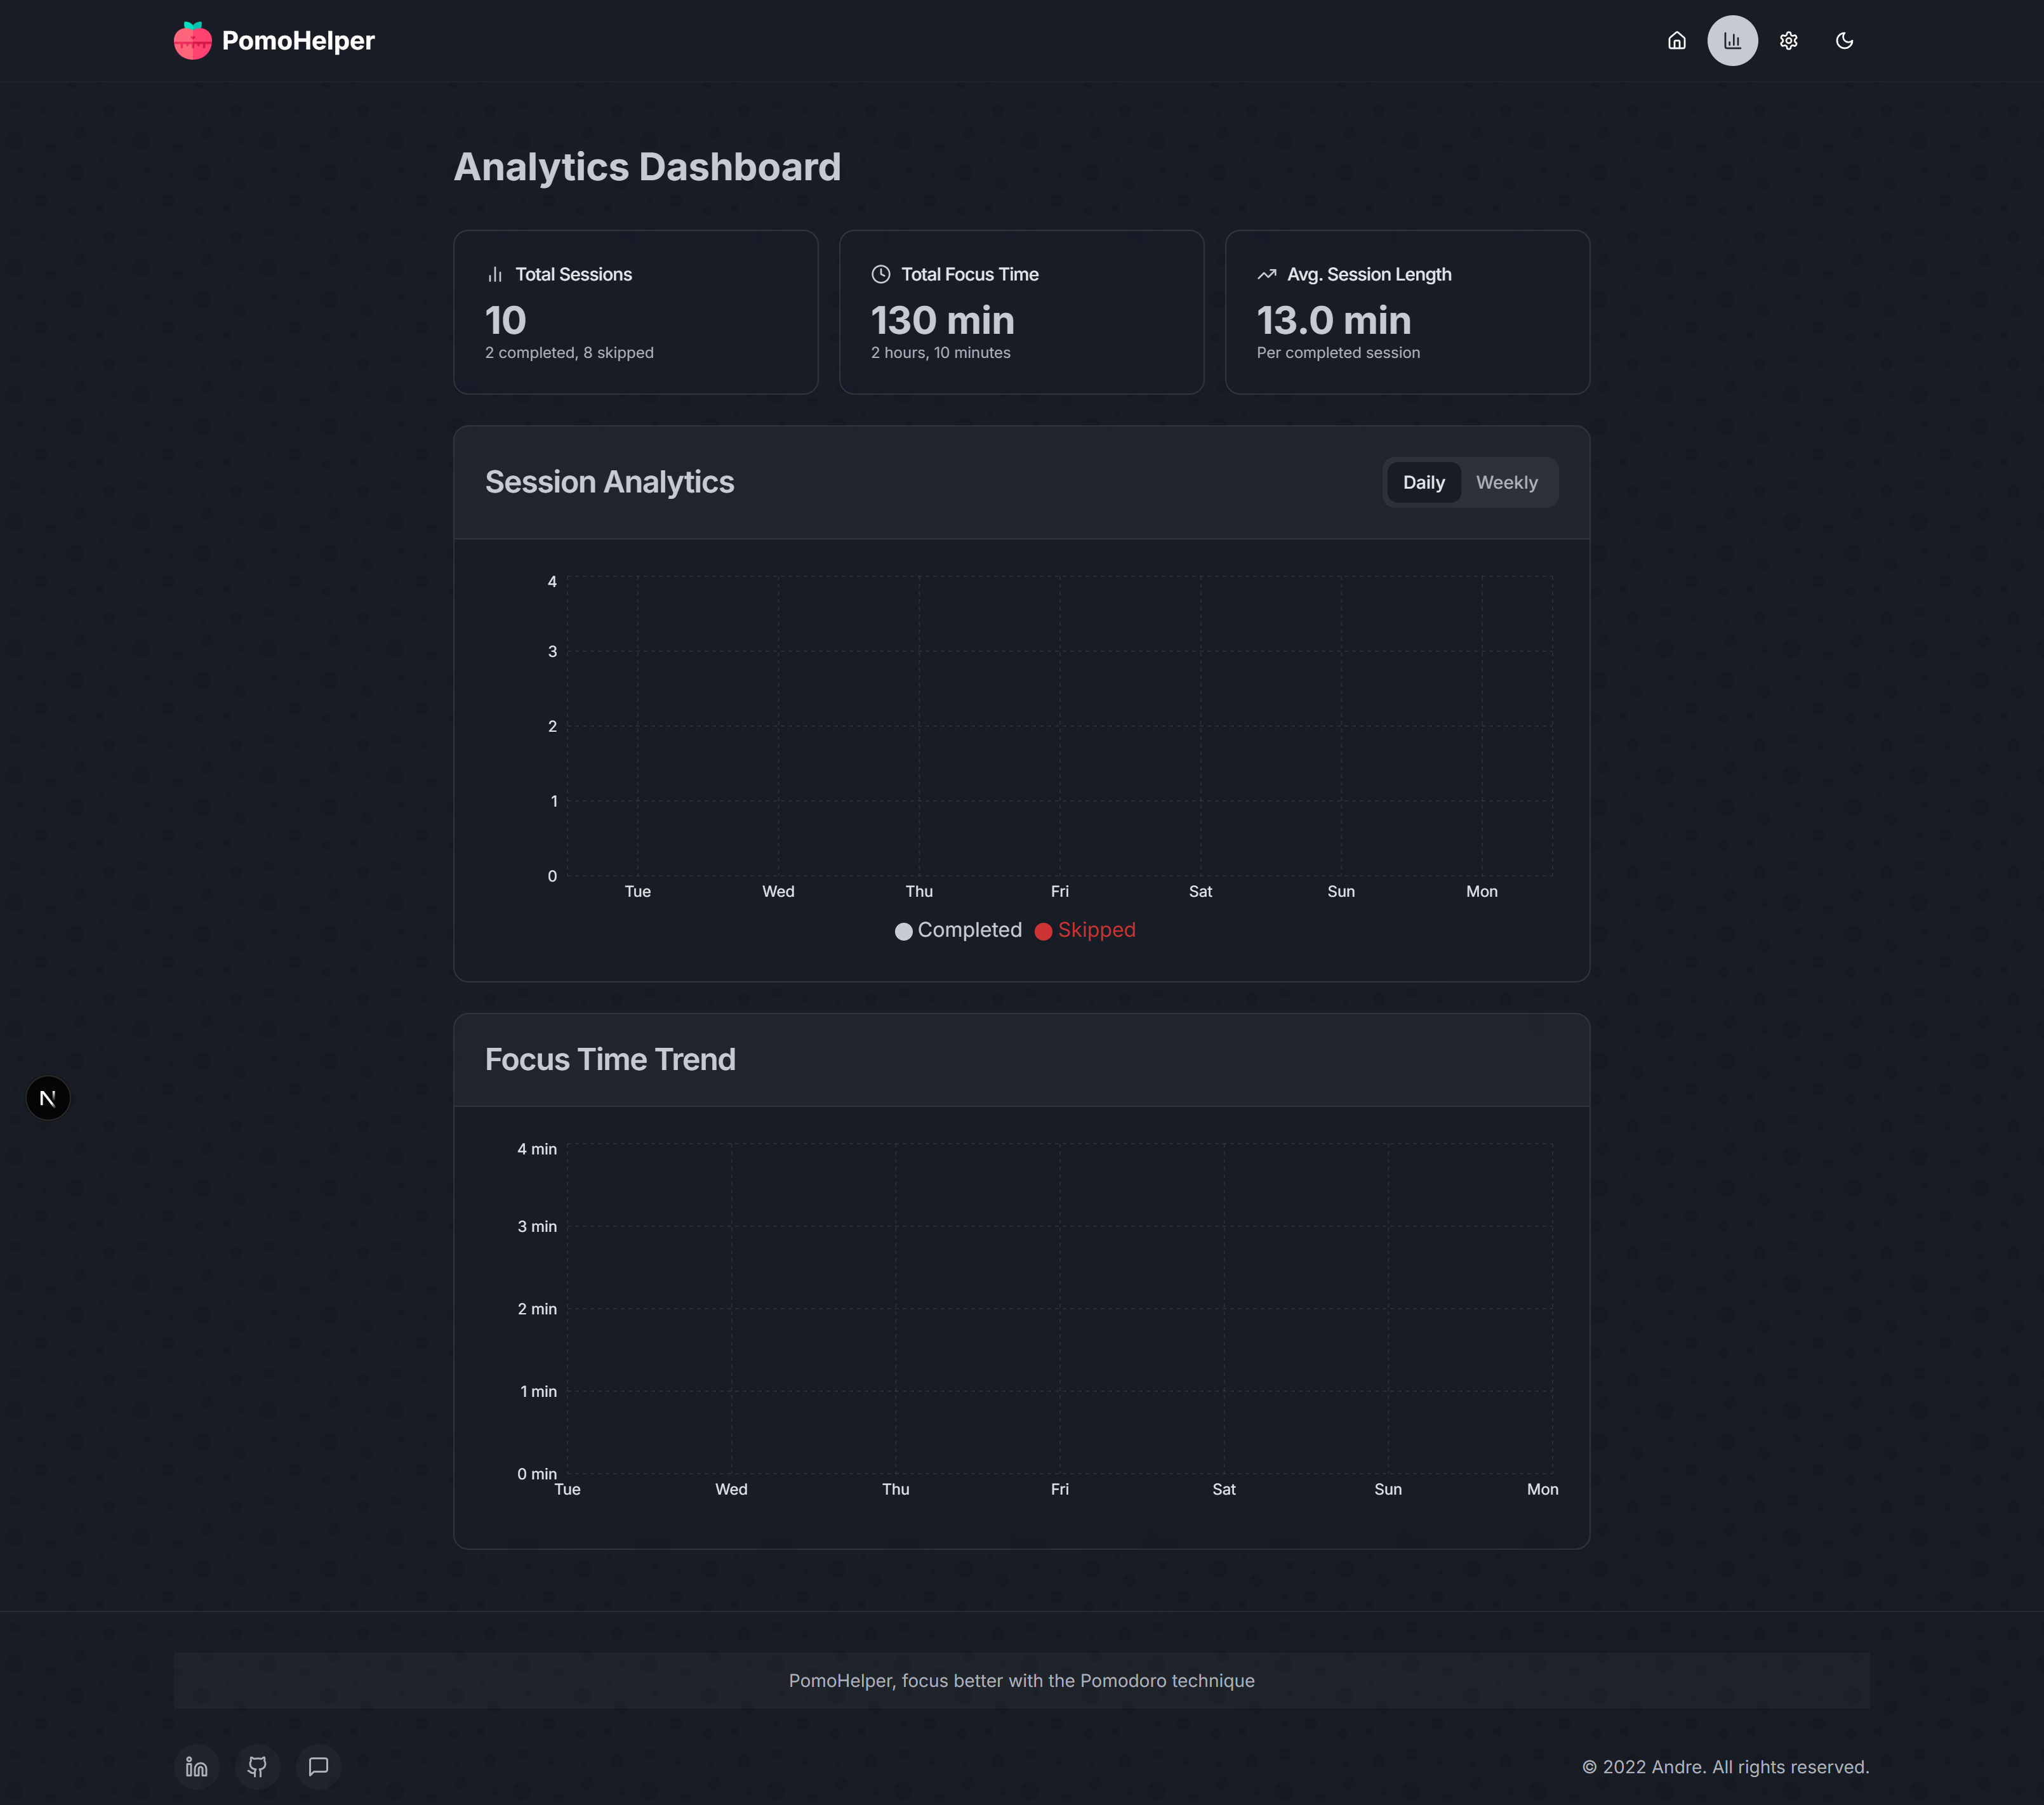 PomoHelper
Analytics Dashboard
Total Sessions
10
2 completed, 8 skipped
Total Focus Time
130 min
2 hours, 10 minutes
Avg. Session Length
13.0 min
Per completed session
Session Analytics
Daily Weekly
4
3
2
1
0
Tue Wed Thu Fri Sat Sun Mon
Completed Skipped
Focus Time Trend
4 min
3 min
2 min
1 min
0 min
Tue Wed Thu Fri Sat Sun Mon
PomoHelper, focus better with the Pomodoro technique
© 2022 Andre. All rights reserved.